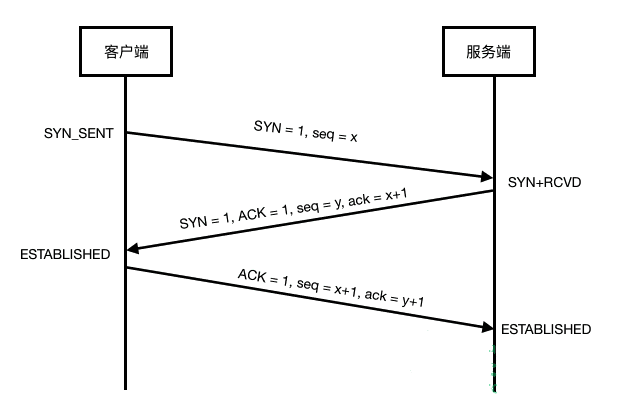 客户端
服务端
SYN = 1, seq = x
SYN_SENT
SYN+RCVD
SYN = 1, ACK = 1, seq = y, ack = x+1
ESTABLISHED
ACK = 1, seq = x+1, ack = y+1
ESTABLISHED